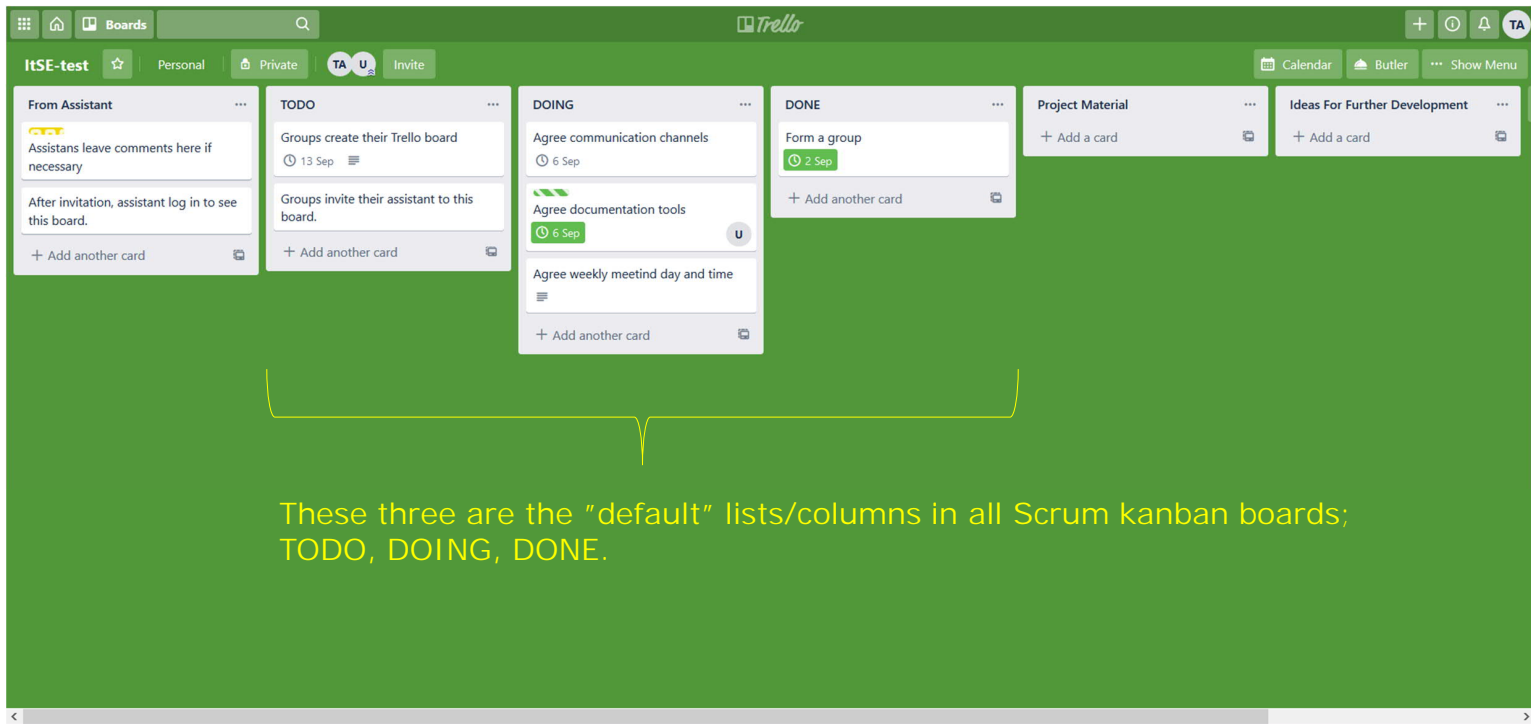 Boards
Trello
TA
ItSE-test
Personal
Private
TA
U
Invite
Calendar
Butler
... Show Menu
From Assistant
...
Assistans leave comments here if
necessary
After invitation, assistant log in to see
this board.
+ Add another card
TODO
...
Groups create their Trello board
13 Sep
Groups invite their assistant to this
board.
+ Add another card
DOING
...
Agree communication channels
6 Sep
Agree documentation tools
6 Sep
U
Agree weekly meetind day and time
+ Add another card
DONE
...
Form a group
2 Sep
+ Add another card
Project Material
...
+ Add a card
Ideas For Further Development
...
+ Add a card
These three are the ”default” lists/columns in all Scrum kanban boards;
TODO, DOING, DONE.